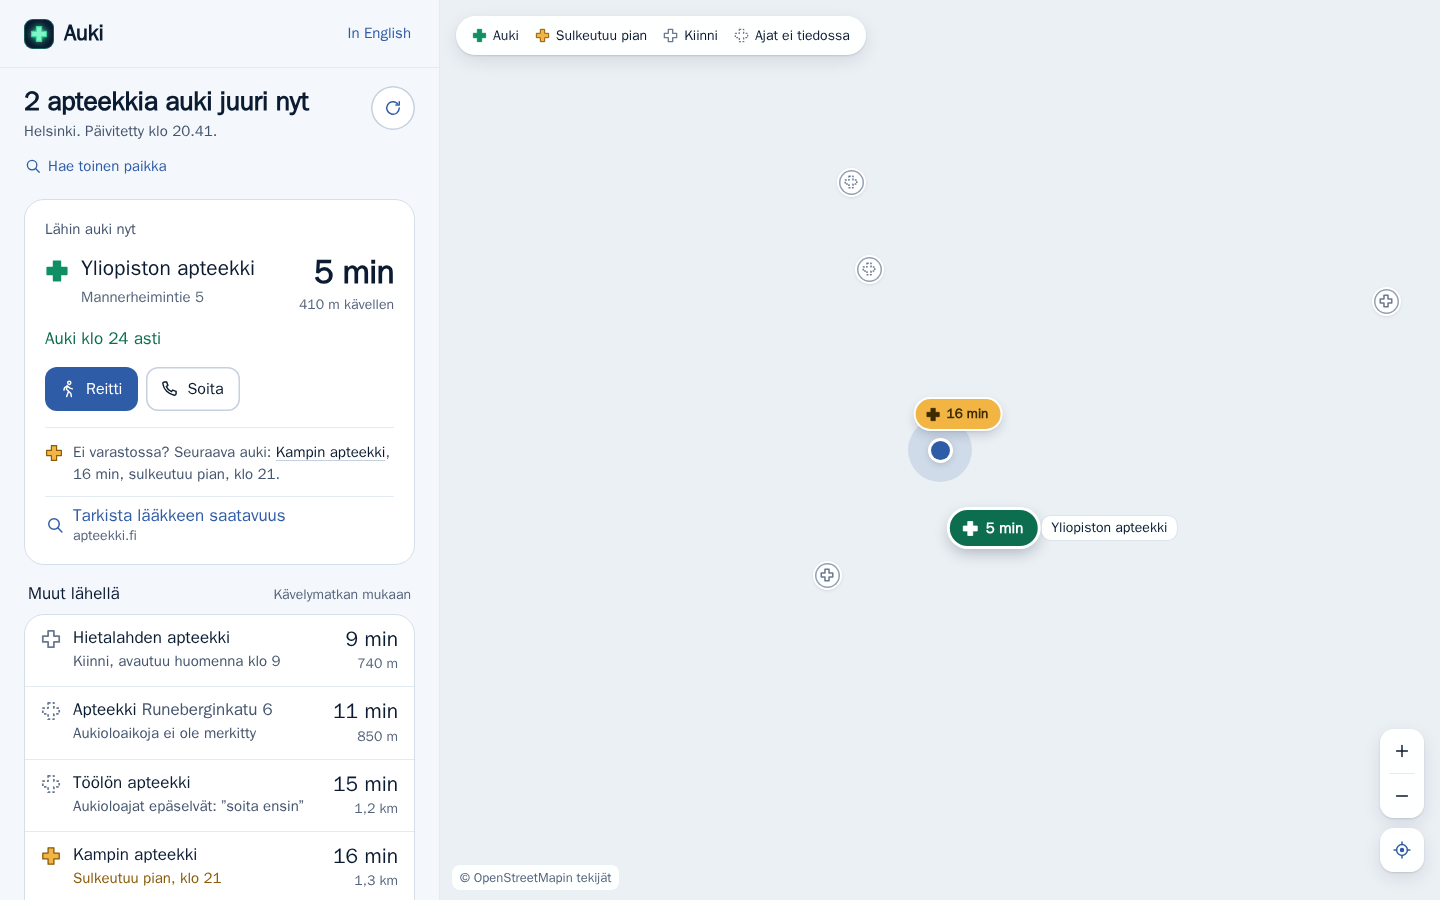 Auki
In English
2 apteekkia auki juuri nyt
Helsinki. Päivitetty klo 20.41.
Hae toinen paikka
Lähin auki nyt
Yliopiston apteekki
5 min
Mannerheimintie 5
410 m kävellen
Auki klo 24 asti
Reitti
Soita
Ei varastossa? Seuraava auki: Kampin apteekki,
16 min, sulkeutuu pian, klo 21.
Tarkista lääkkeen saatavuus
apteekki.fi
Muut lähellä
Kävelymatkan mukaan
Hietalahden apteekki
9 min
Kiinni, avautuu huomenna klo 9
740 m
Apteekki Runeberginkatu 6
11 min
Aukioloaikoja ei ole merkitty
850 m
Töölön apteekki
15 min
Aukioloajat epäselvät: ”soita ensin”
1,2 km
Kampin apteekki
16 min
Sulkeutuu pian, klo 21
1,3 km
Auki
Sulkeutuu pian
Kiinni
Ajat ei tiedossa
16 min
5 min
Yliopiston apteekki
© OpenStreetMapin tekijät